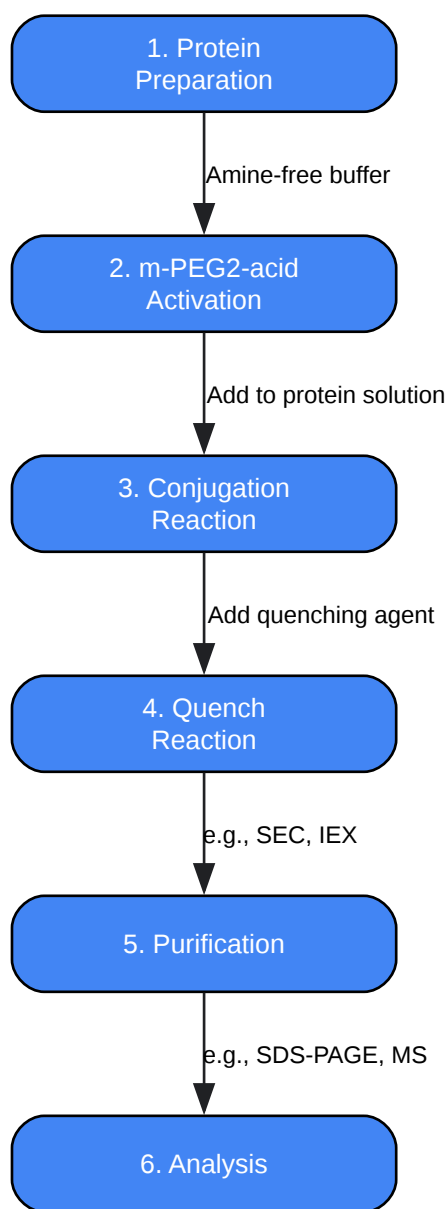 1. Protein
Preparation
Amine-free buffer
2. m-PEG2-acid
Activation
Add to protein solution
3. Conjugation
Reaction
Add quenching agent
4. Quench
Reaction
e.g., SEC, IEX
5. Purification
e.g., SDS-PAGE, MS
6. Analysis